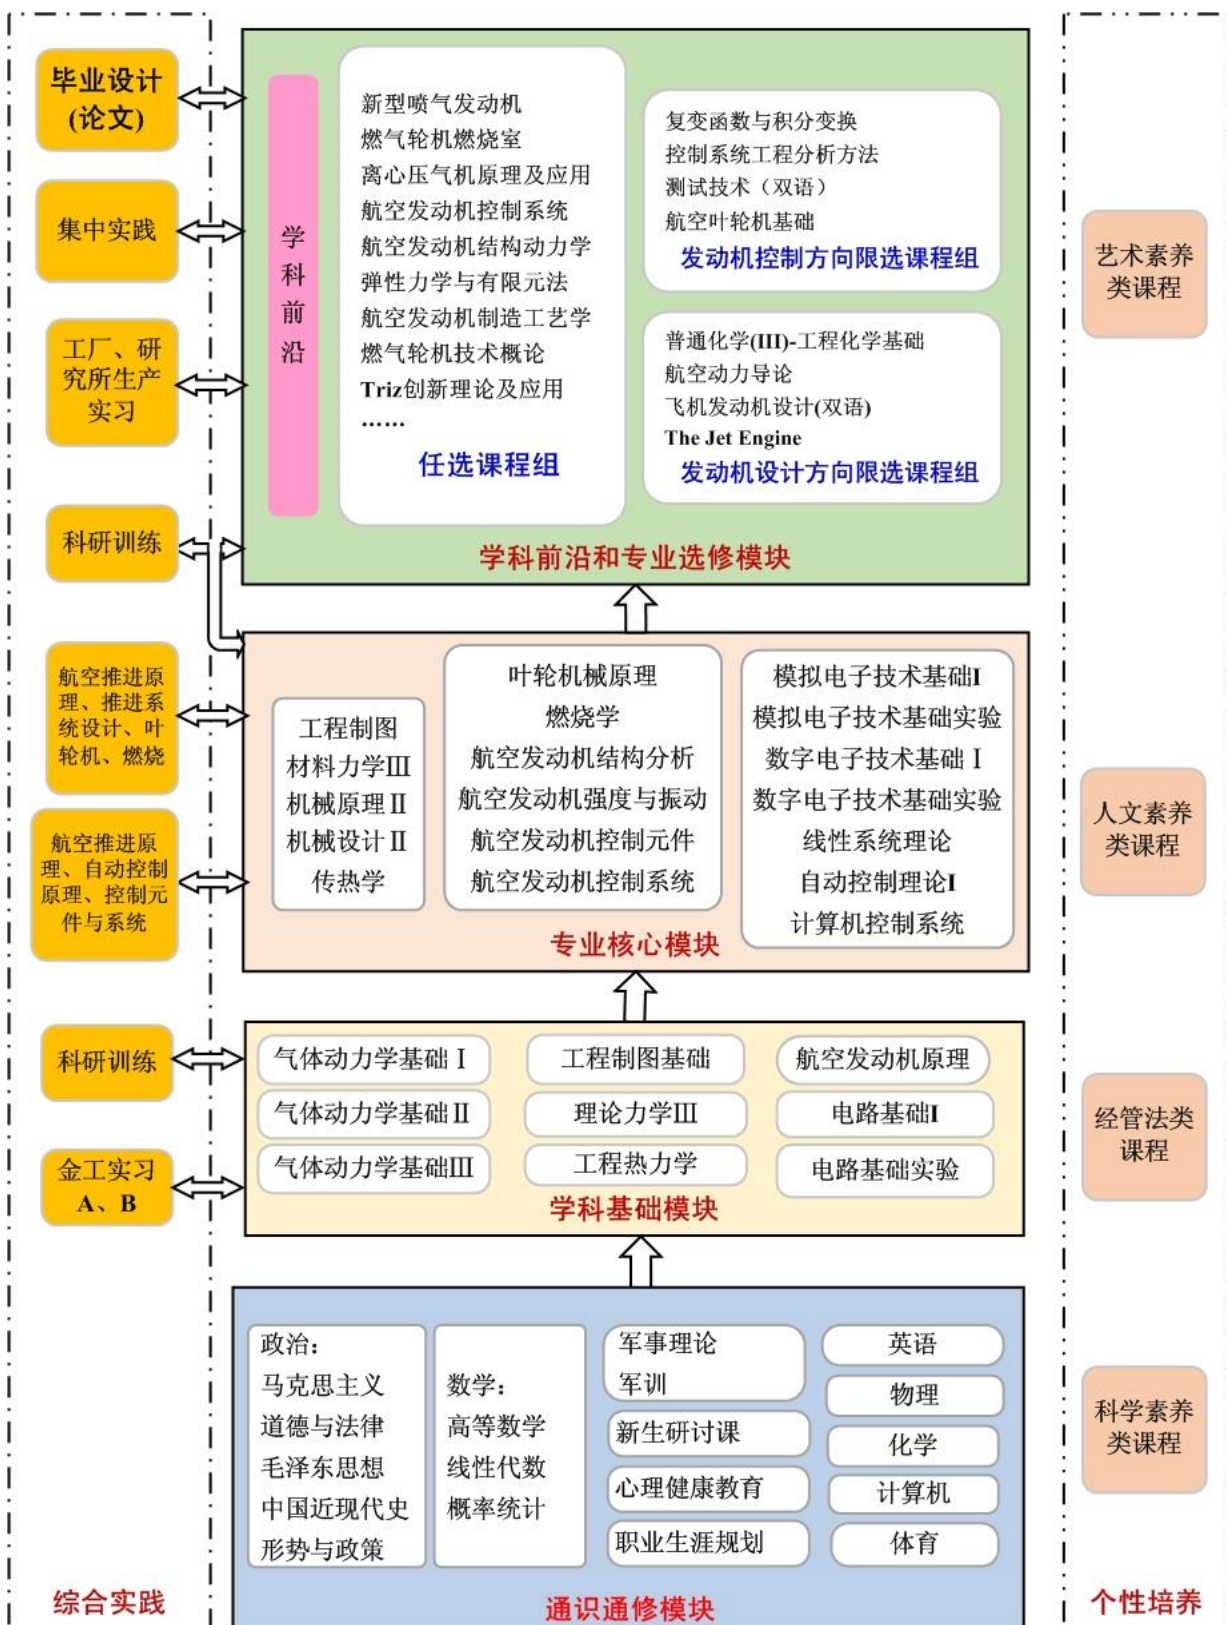 毕业设计
(论文)
集中实践
工厂、研
究所生产
实习
科研训练
航空推进原
理、推进系
统设计、叶
轮机、燃烧
航空推进原
理、自动控制
原理、控制元
件与系统
科研训练
金工实习
A、B
综合实践
学
科
前
沿
新型喷气发动机
燃气轮机燃烧室
离心压气机原理及应用
航空发动机控制系统
航空发动机结构动力学
弹性力学与有限元法
航空发动机制造工艺学
燃气轮机技术概论
Triz创新理论及应用
……
任选课程组
复变函数与积分变换
控制系统工程分析方法
测试技术（双语）
航空叶轮机基础
发动机控制方向限选课程组
普通化学(III)-工程化学基础
航空动力导论
飞机发动机设计(双语)
The Jet Engine
发动机设计方向限选课程组
学科前沿和专业选修模块
工程制图
材料力学Ⅲ
机械原理Ⅱ
机械设计Ⅱ
传热学
叶轮机械原理
燃烧学
航空发动机结构分析
航空发动机强度与振动
航空发动机控制元件
航空发动机控制系统
模拟电子技术基础I
模拟电子技术基础实验
数字电子技术基础Ⅰ
数字电子技术基础实验
线性系统理论
自动控制理论I
计算机控制系统
专业核心模块
气体动力学基础Ⅰ
气体动力学基础Ⅱ
气体动力学基础Ⅲ
工程制图基础
理论力学Ⅲ
工程热力学
航空发动机原理
电路基础I
电路基础实验
学科基础模块
政治：
马克思主义
道德与法律
毛泽东思想
中国近现代史
形势与政策
数学：
高等数学
线性代数
概率统计
军事理论
军训
新生研讨课
心理健康教育
职业生涯规划
英语
物理
化学
计算机
体育
通识通修模块
艺术素养
类课程
人文素养
类课程
经管法类
课程
科学素养
类课程
个性培养